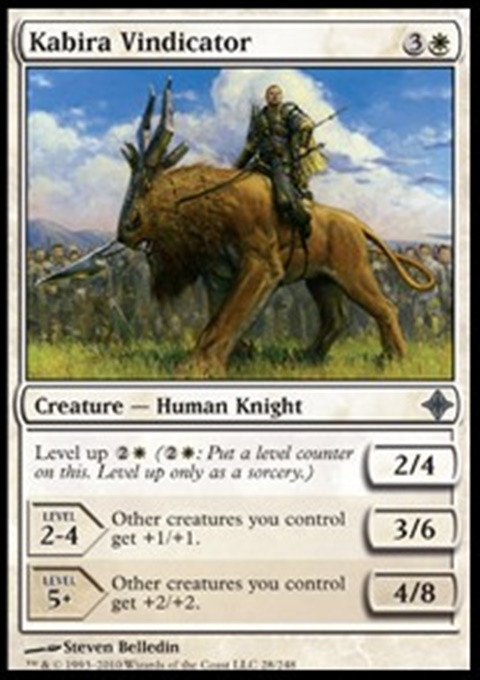 Kabira Vindicator 3
Creature — Human Knight
Level up 2 (2: Put a level counter
on this. Level up only as a sorcery.)
2/4
LEVEL
2-4
Other creatures you control
get +1/+1.
3/6
LEVEL
5+
Other creatures you control
get +2/+2.
4/8
Steven Belledin
™ & © 1993-2010 Wizards of the Coast LLC 28/248